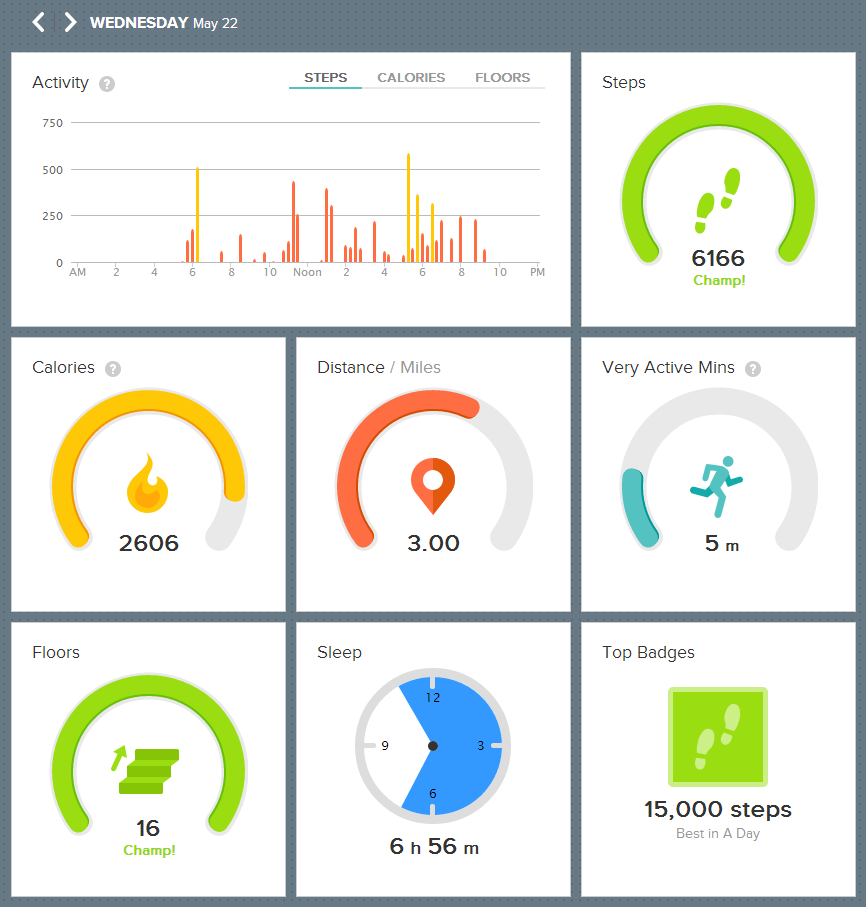 WEDNESDAY May 22
Activity ?
STEPS CALORIES FLOORS
750
500
250
0
AM 2 4 6 8 10 Noon 2 4 6 8 10 PM
Steps
6166
Champ!
Calories ?
2606
Distance / Miles
3.00
Very Active Mins ?
5 m
Floors
16
Champ!
Sleep
12
9 3
6
6 h 56 m
Top Badges
15,000 steps
Best in A Day